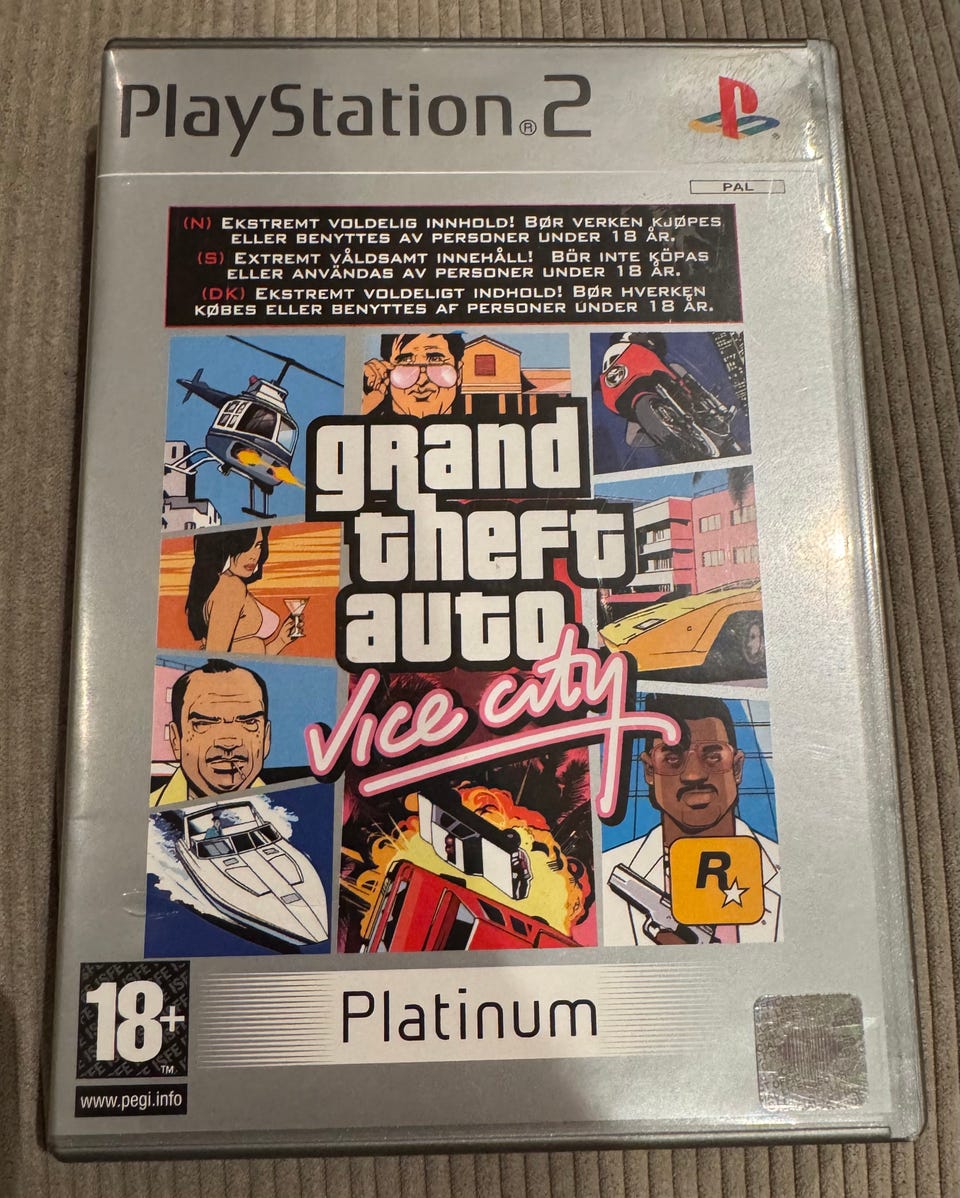 PlayStation®2
PAL
(N) EKSTREMT VOLDELIG INNHOLD! BØR VERKEN KJØPES
ELLER BENYTTES AV PERSONER UNDER 18 ÅR.
(S) EXTREMT VÅLDSAMT INNEHÅLL! BÖR INTE KÖPAS
ELLER ANVÄNDAS AV PERSONER UNDER 18 ÅR.
(DK) EKSTREMT VOLDELIGT INDHOLD! BØR HVERKEN
KØBES ELLER BENYTTES AF PERSONER UNDER 18 ÅR.
grand
theft
auto
Vice city
R
18+
TM
www.pegi.info
Platinum